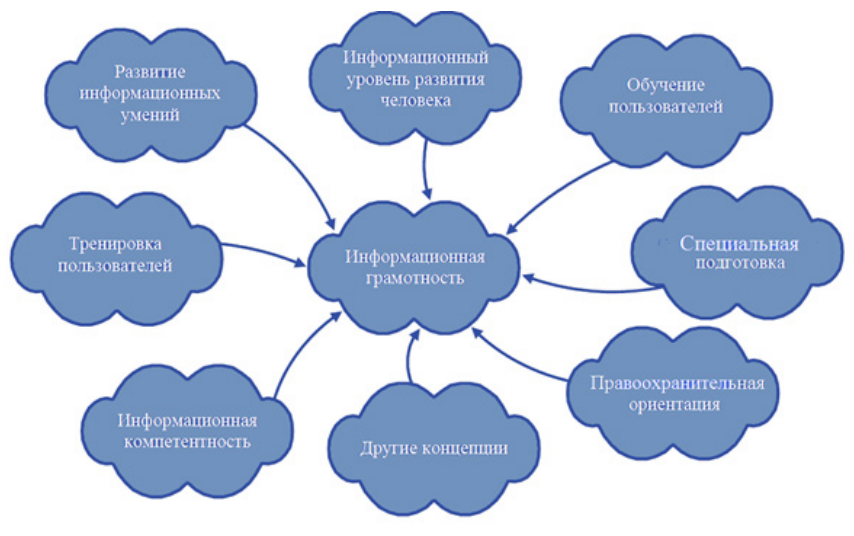 Развитие
информационных
умений
Информационный
уровень развития
человека
Обучение
пользователей
Тренировка
пользователей
Информационная
грамотность
Специальная
подготовка
Информационная
компетентность
Другие концепции
Правоохранительная
ориентация